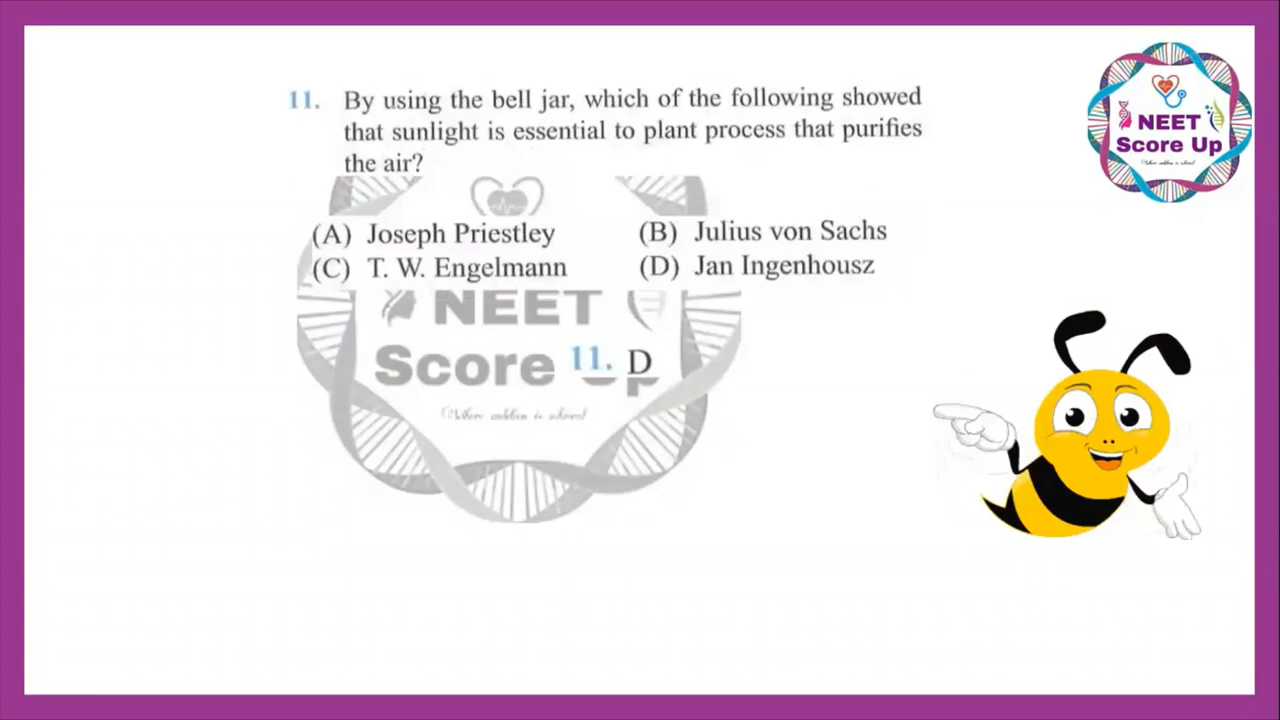 11. By using the bell jar, which of the following showed
that sunlight is essential to plant process that purifies
the air?
(A) Joseph Priestley (B) Julius von Sachs
(C) T. W. Engelmann (D) Jan Ingenhousz
11. D
NEET
Score Up
NEET
Score